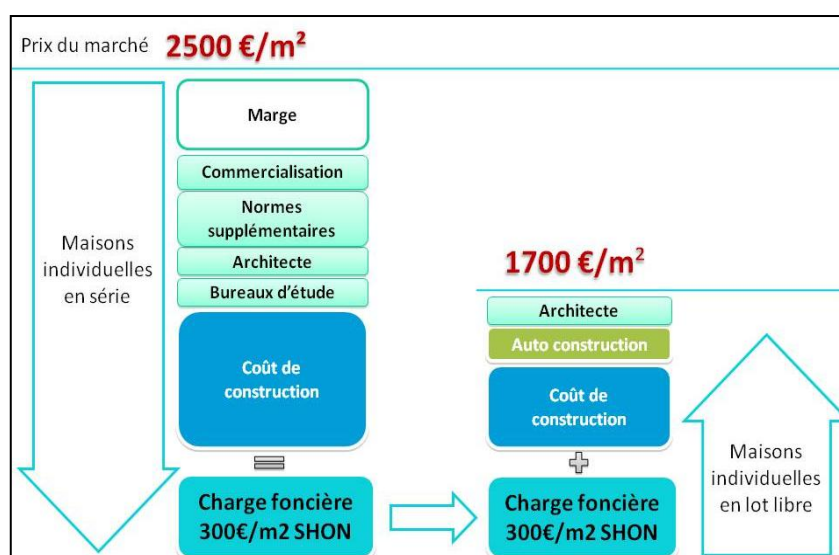 Prix du marché 2500 €/m²
Marge
Commercialisation
Normes
supplémentaires
Architecte
Bureaux d'étude
Coût de
construction
Charge foncière
300€/m2 SHON
Maisons
individuelles
en série
1700 €/m²
Architecte
Auto construction
Coût de
construction
Charge foncière
300€/m2 SHON
Maisons
individuelles
en lot libre